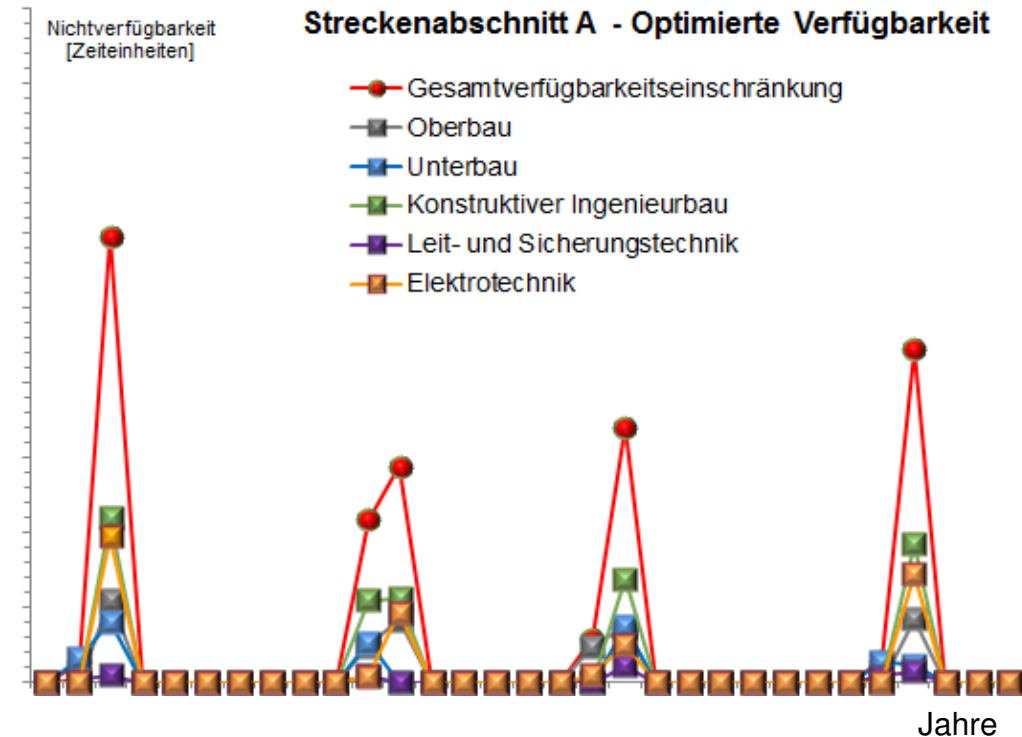 Streckenabschnitt A - Optimierte Verfügbarkeit
Nichtverfügbarkeit
[Zeiteinheiten]
Gesamtverfügbarkeitseinschränkung
Oberbau
Unterbau
Konstruktiver Ingenieurbau
Leit- und Sicherungstechnik
Elektrotechnik
Jahre